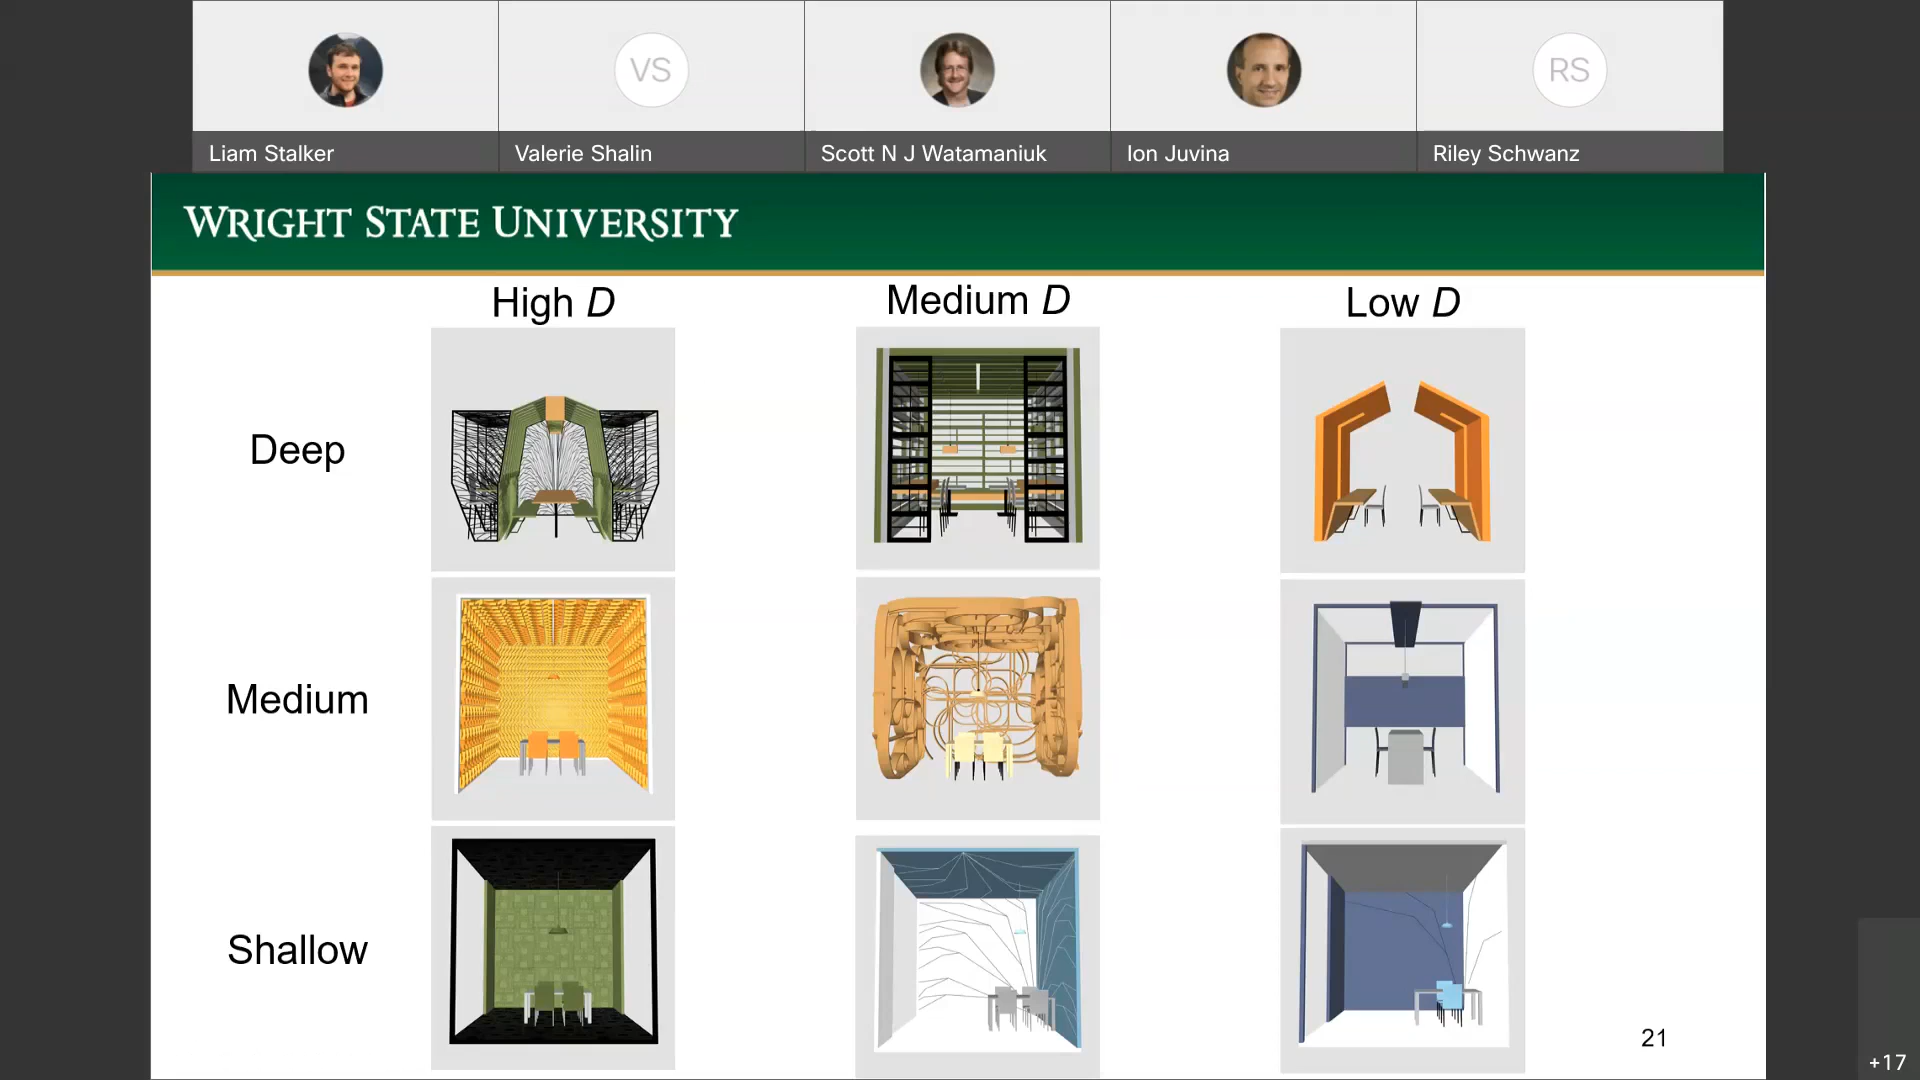 VS
RS
Liam Stalker
Valerie Shalin
Scott N J Watamaniuk
Ion Juvina
Riley Schwanz
WRIGHT STATE UNIVERSITY
High D
Medium D
Low D
Deep
Medium
Shallow
21
+17